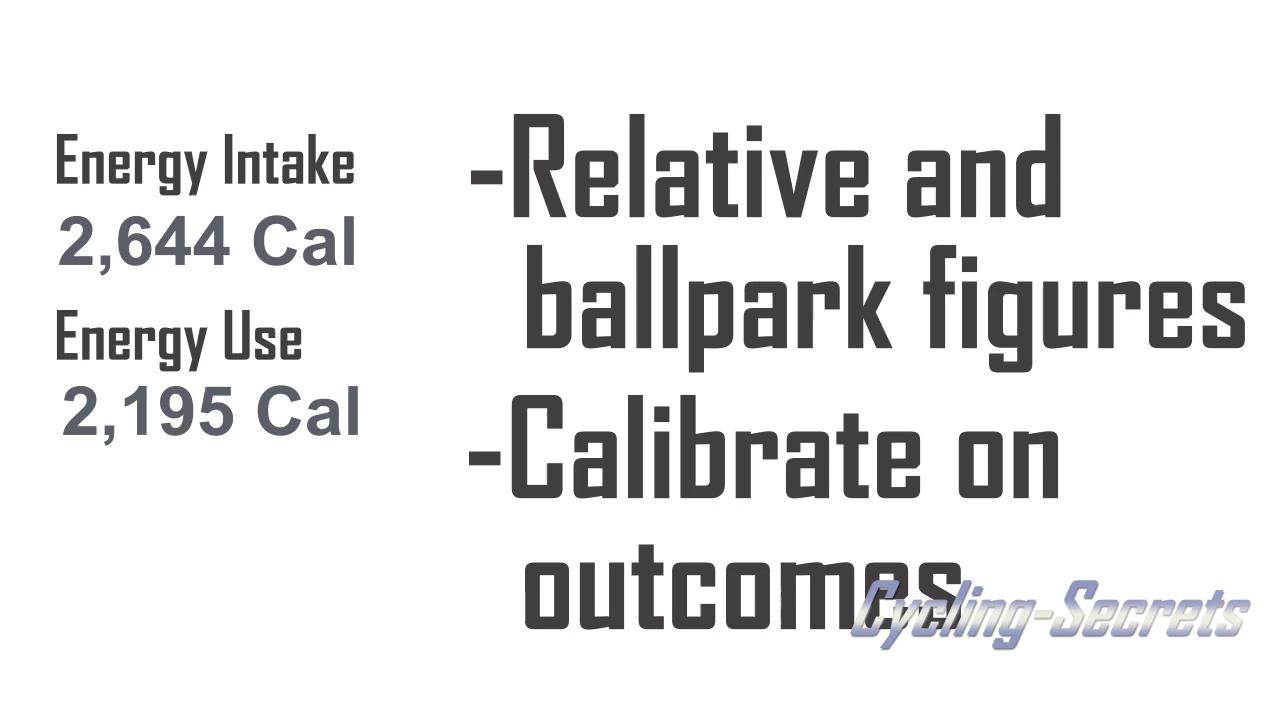 Energy Intake
2,644 Cal
Energy Use
2,195 Cal
-Relative and
ballpark figures
-Calibrate on
outcomes
Cycling-Secrets